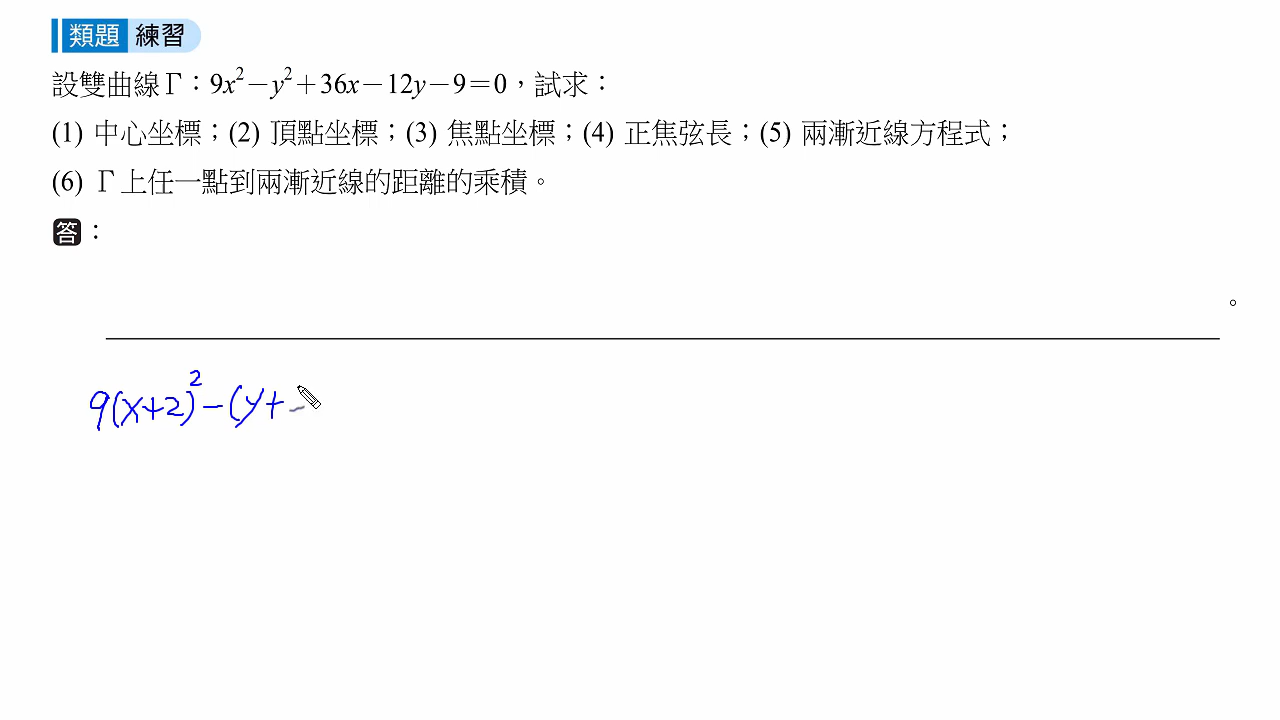 類題 練習
設雙曲線Γ：9x²－y²＋36x－12y－9＝0，試求：
(1) 中心坐標；(2) 頂點坐標；(3) 焦點坐標；(4) 正焦弦長；(5) 兩漸近線方程式；
(6) Γ上任一點到兩漸近線的距離的乘積。
答：
。
9(x+2)²-(y+